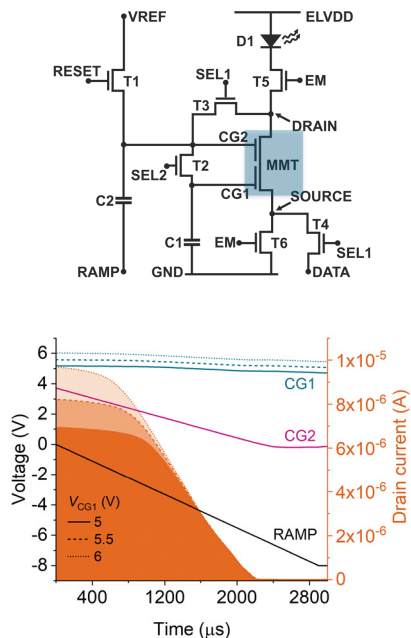 VREF
ELVDD
D1
RESET
T1
SEL1
T5
EM
T3
DRAIN
CG2
MMT
T2
SEL2
CG1
SOURCE
C2
C1
EM
T6
T4
SEL1
RAMP
GND
DATA
Voltage (V)
6
4
2
0
-2
-4
-6
-8
CG1
CG2
RAMP
V_CG1 (V)
5
5.5
6
1x10⁻⁵
8x10⁻⁶
6x10⁻⁶
4x10⁻⁶
2x10⁻⁶
0
Drain current (A)
400 1200 2000 2800
Time (μs)